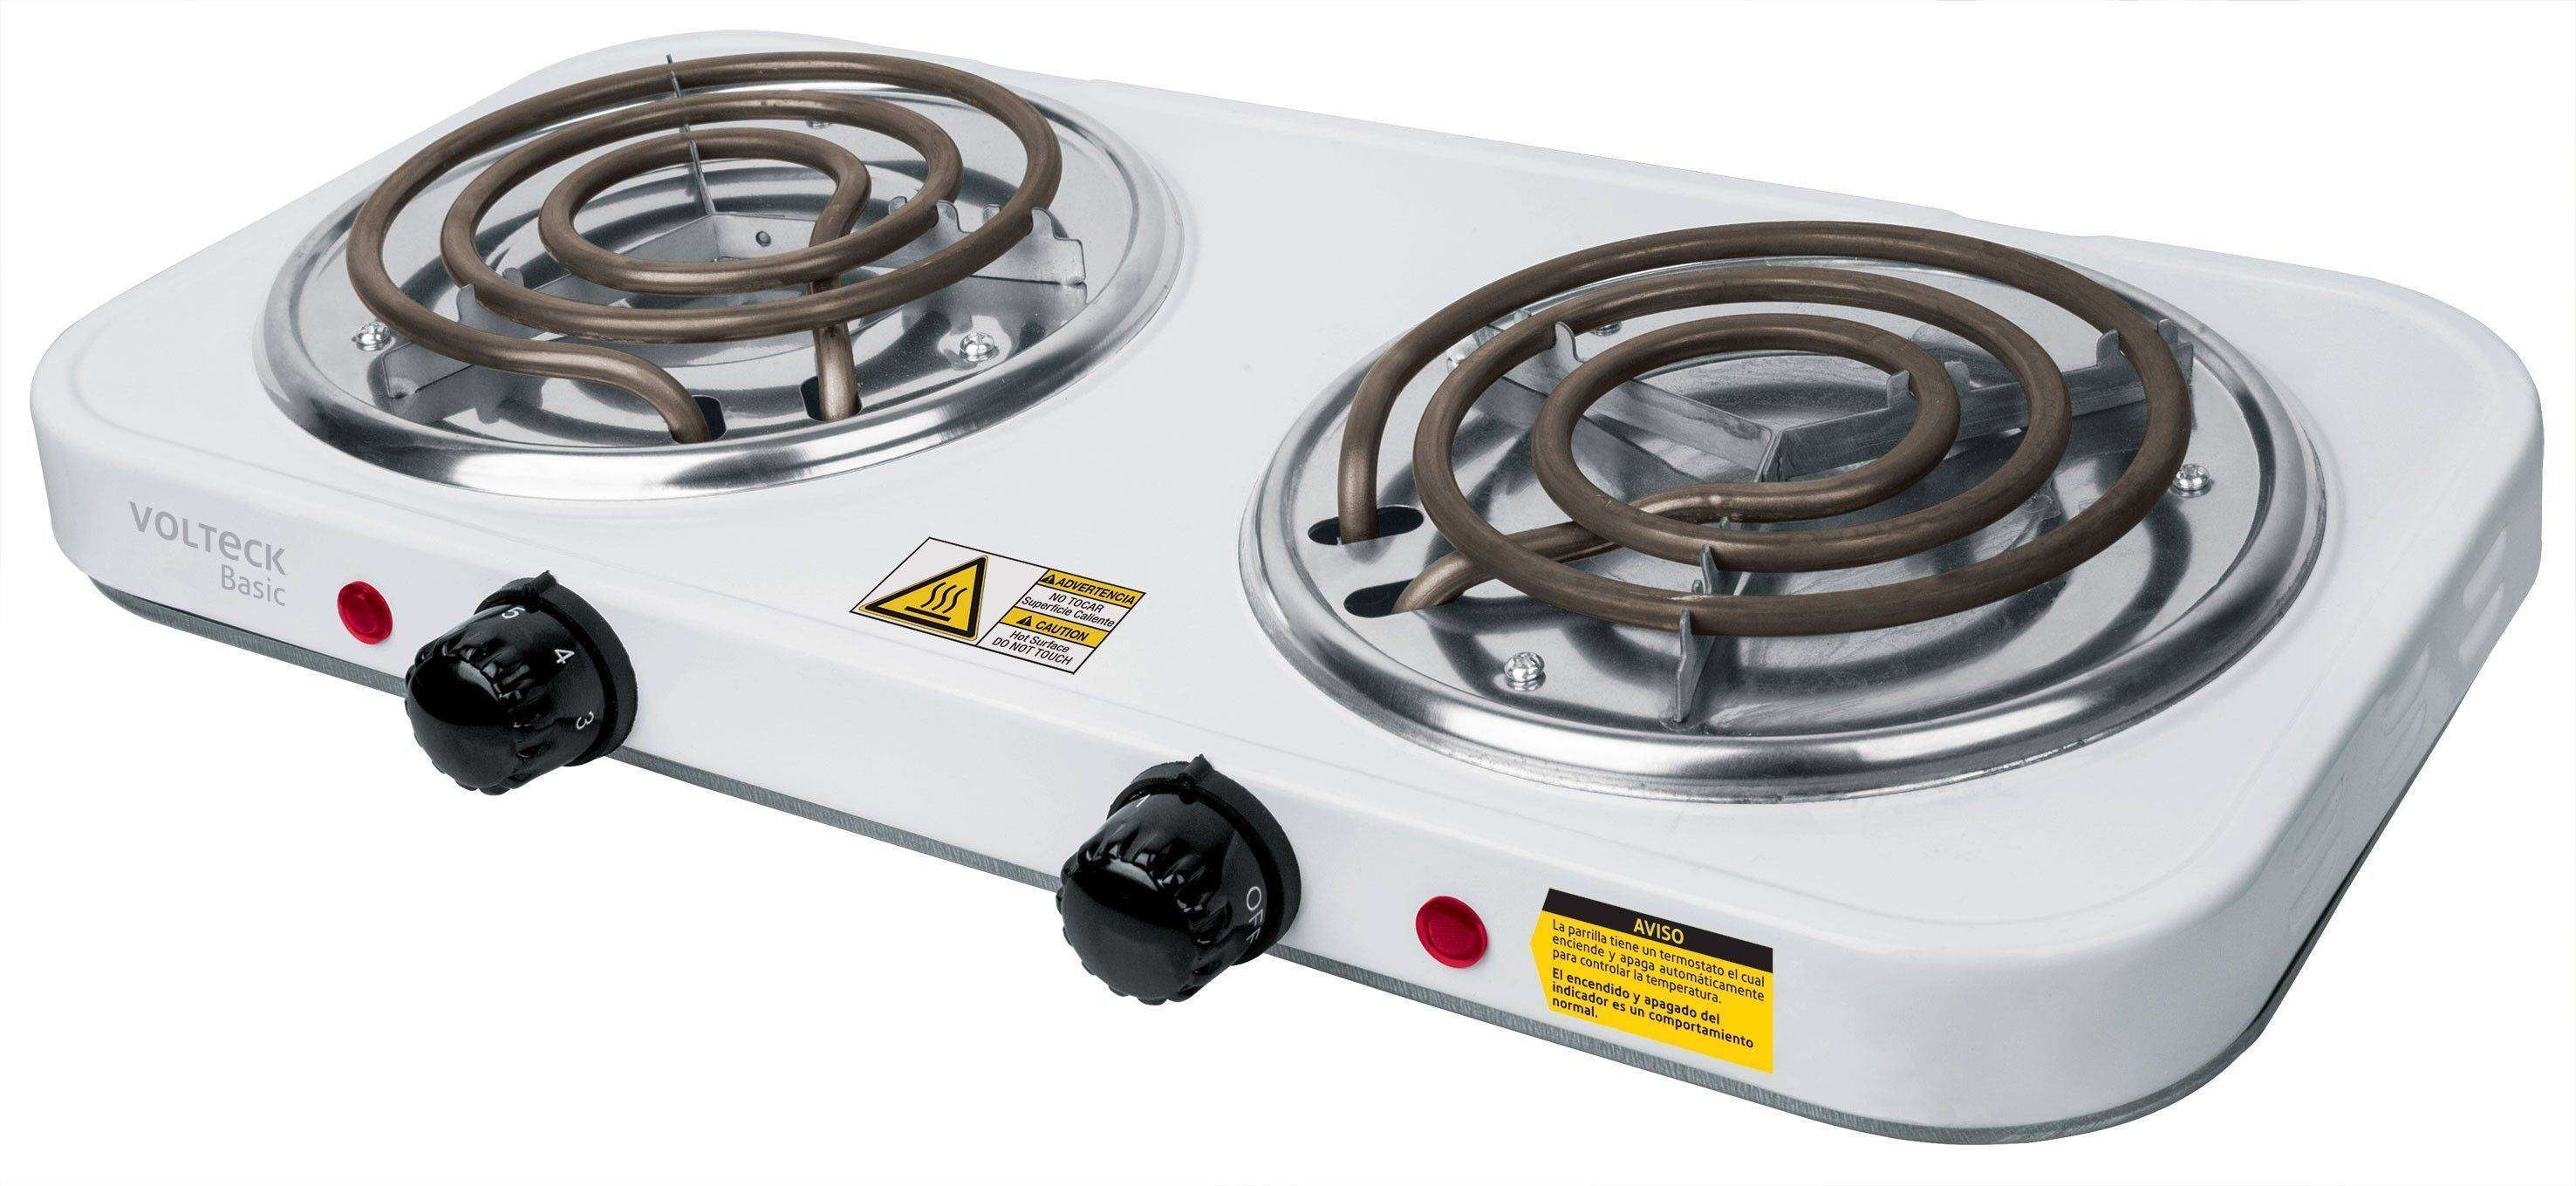 VOLTECK
Basic
5
4
3
ADVERTENCIA
NO TOCAR
Superficie Caliente
CAUTION
Hot Surface
DO NOT TOUCH
1
OFF
AVISO
La parrilla tiene un termostato el cual
enciende y apaga automáticamente
para controlar la temperatura.
El encendido y apagado del
indicador es un comportamiento
normal.